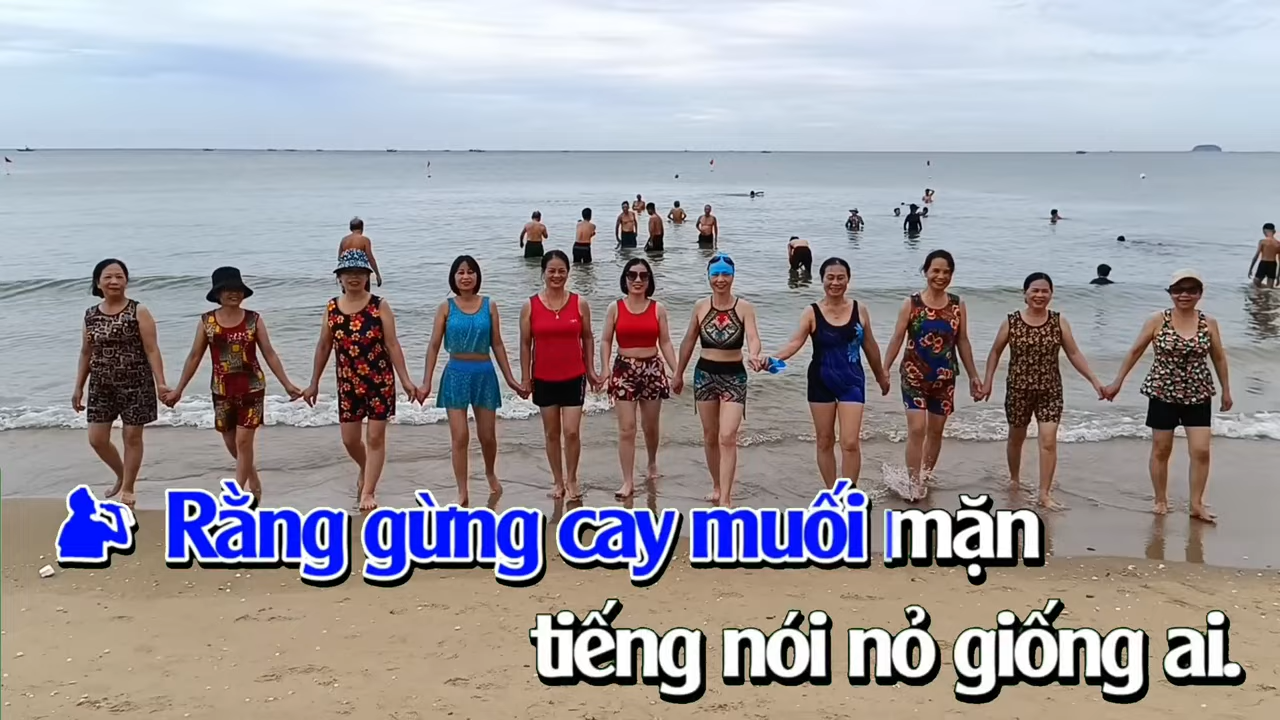 Rằng gừng cay muối mặn
tiếng nói nỏ giống ai.